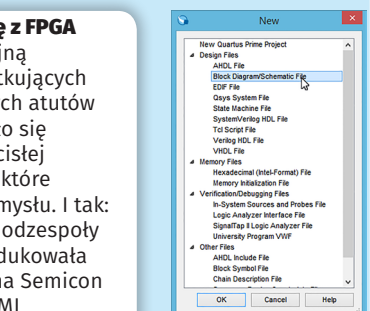 ę z FPGA
jną
tkujących
ch atutów
o się
cisłej
które
mysłu. I tak:
odzespoły
dukowała
na Semicon
MI
New
New Quartus Prime Project
Design Files
AHDL File
Block Diagram/Schematic File
EDIF File
Qsys System File
State Machine File
SystemVerilog HDL File
Tcl Script File
Verilog HDL File
VHDL File
Memory Files
Hexadecimal (Intel-Format) File
Memory Initialization File
Verification/Debugging Files
In-System Sources and Probes File
Logic Analyzer Interface File
SignalTap II Logic Analyzer File
University Program VWF
Other Files
AHDL Include File
Block Symbol File
Chain Description File
OK Cancel Help